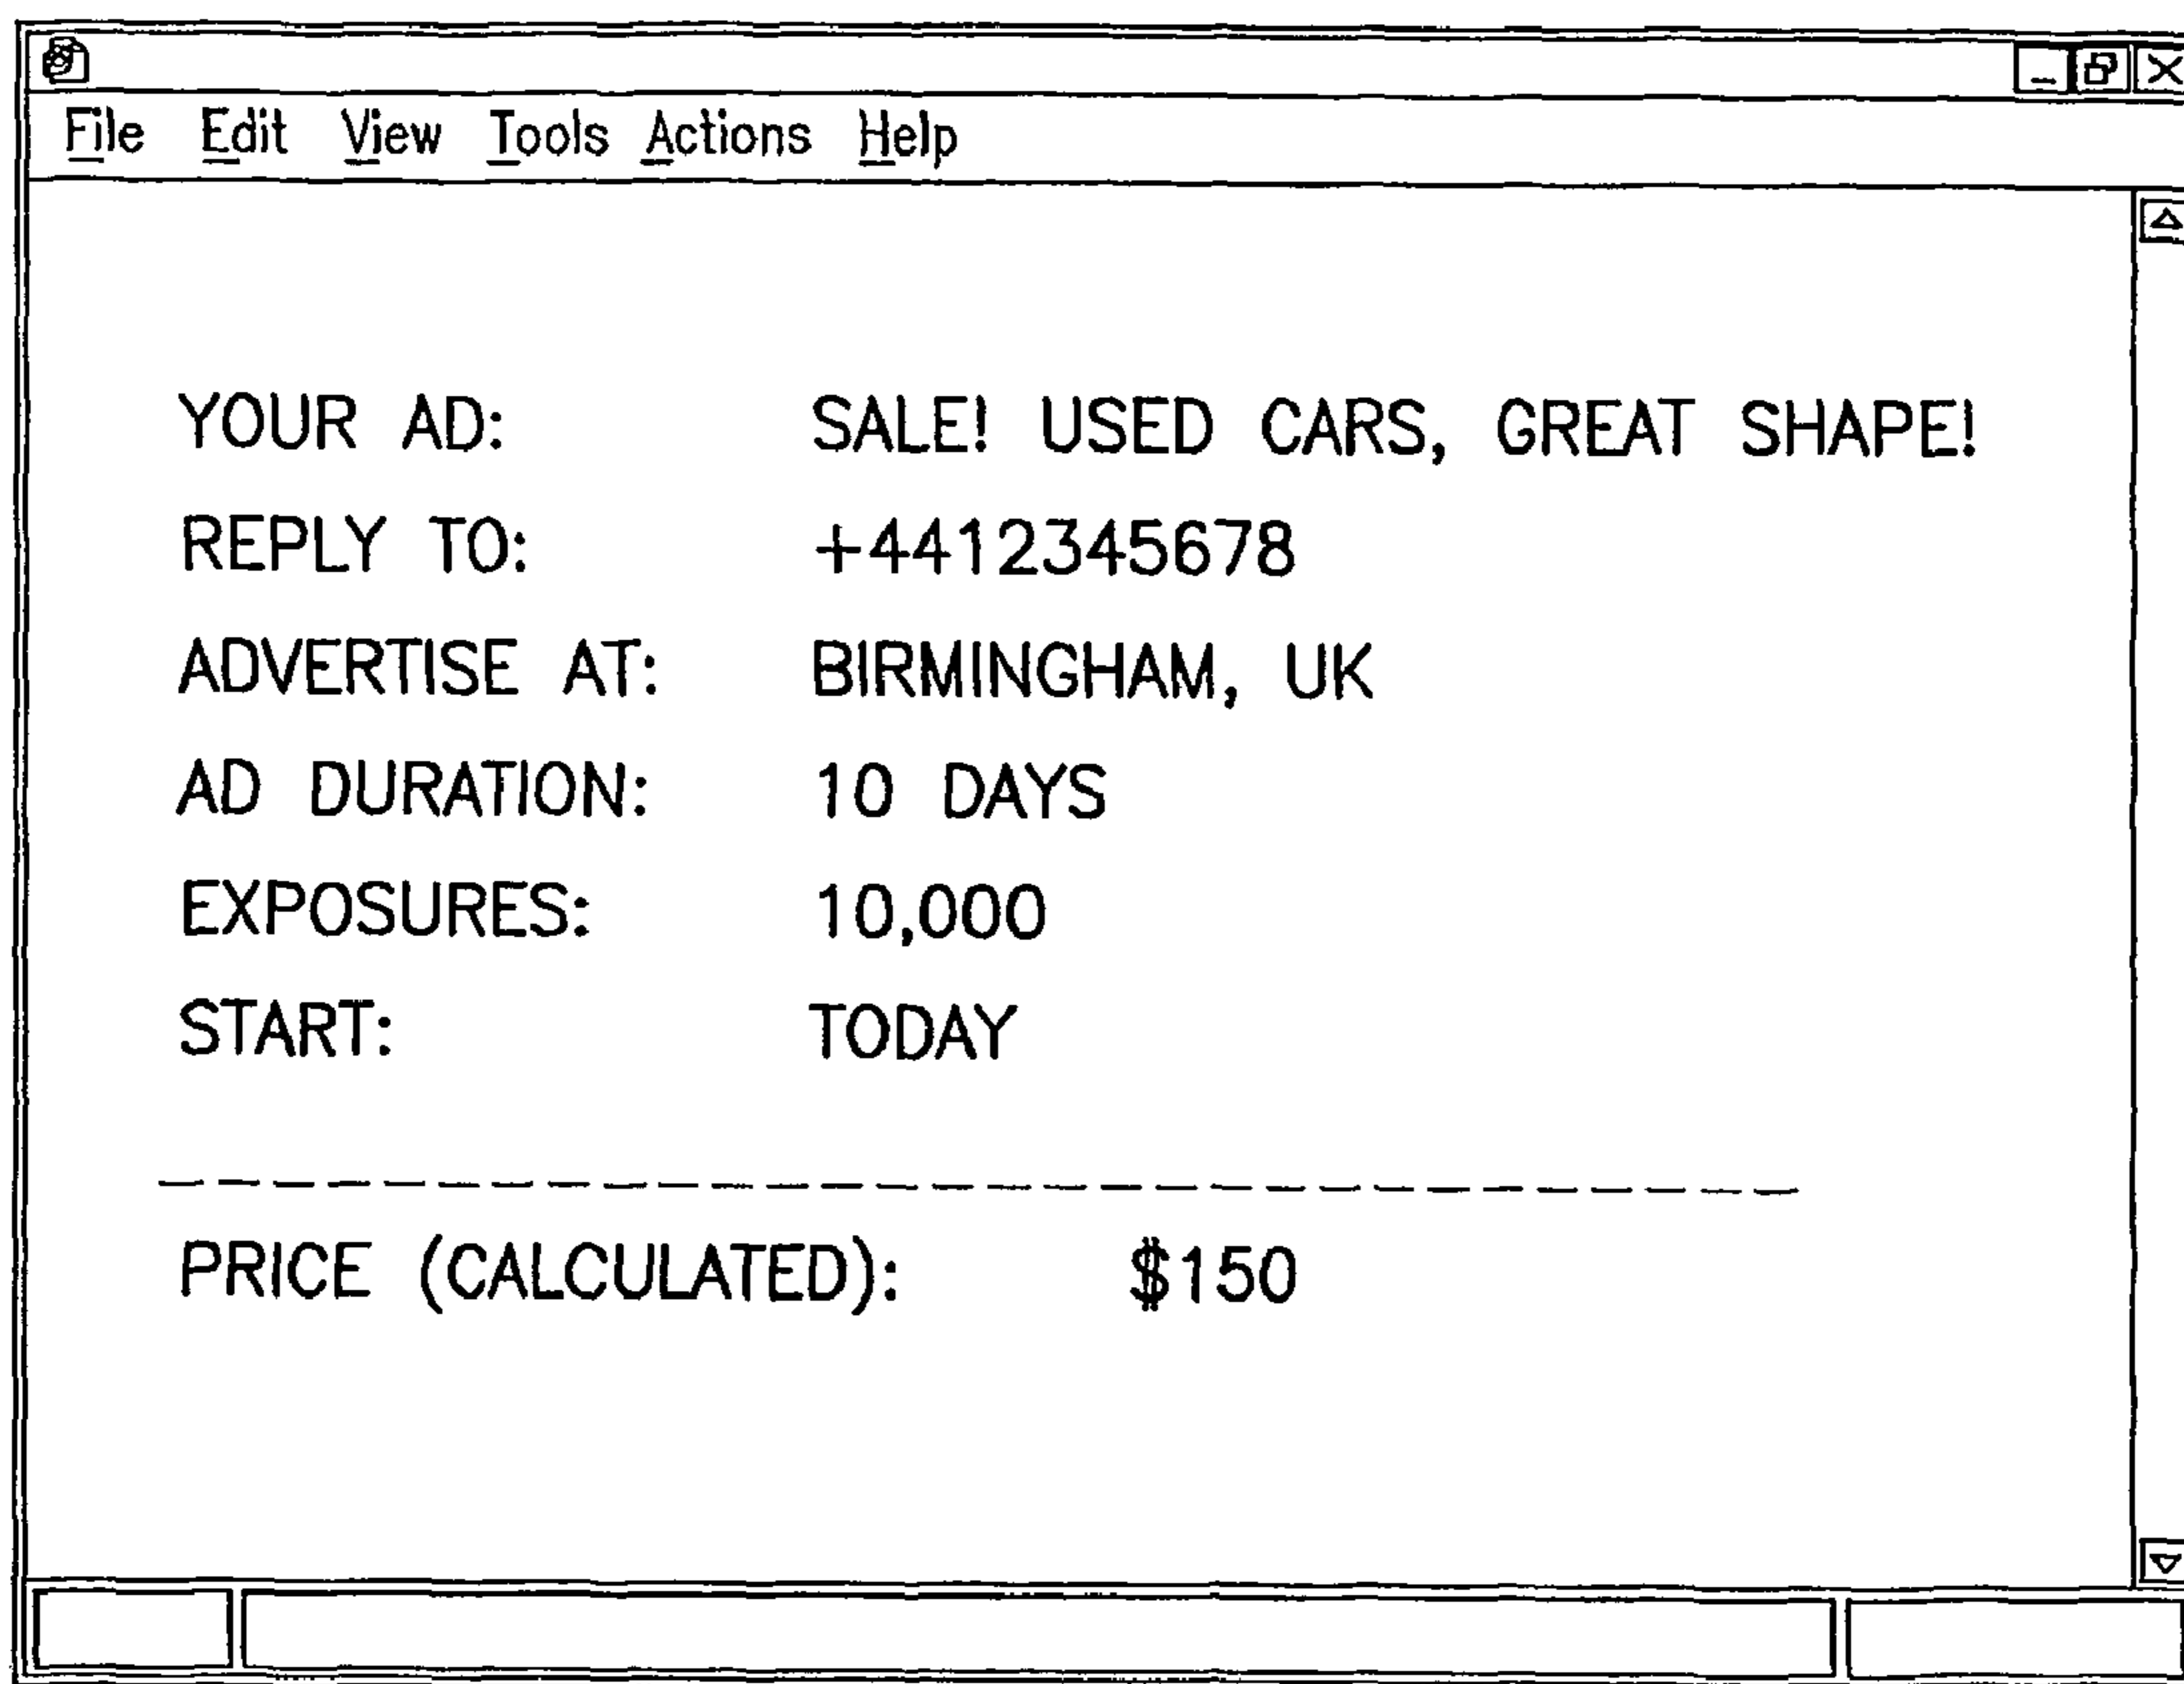 File Edit View Tools Actions Help
YOUR AD: SALE! USED CARS, GREAT SHAPE!
REPLY TO: +4412345678
ADVERTISE AT: BIRMINGHAM, UK
AD DURATION: 10 DAYS
EXPOSURES: 10,000
START: TODAY
PRICE (CALCULATED): $150